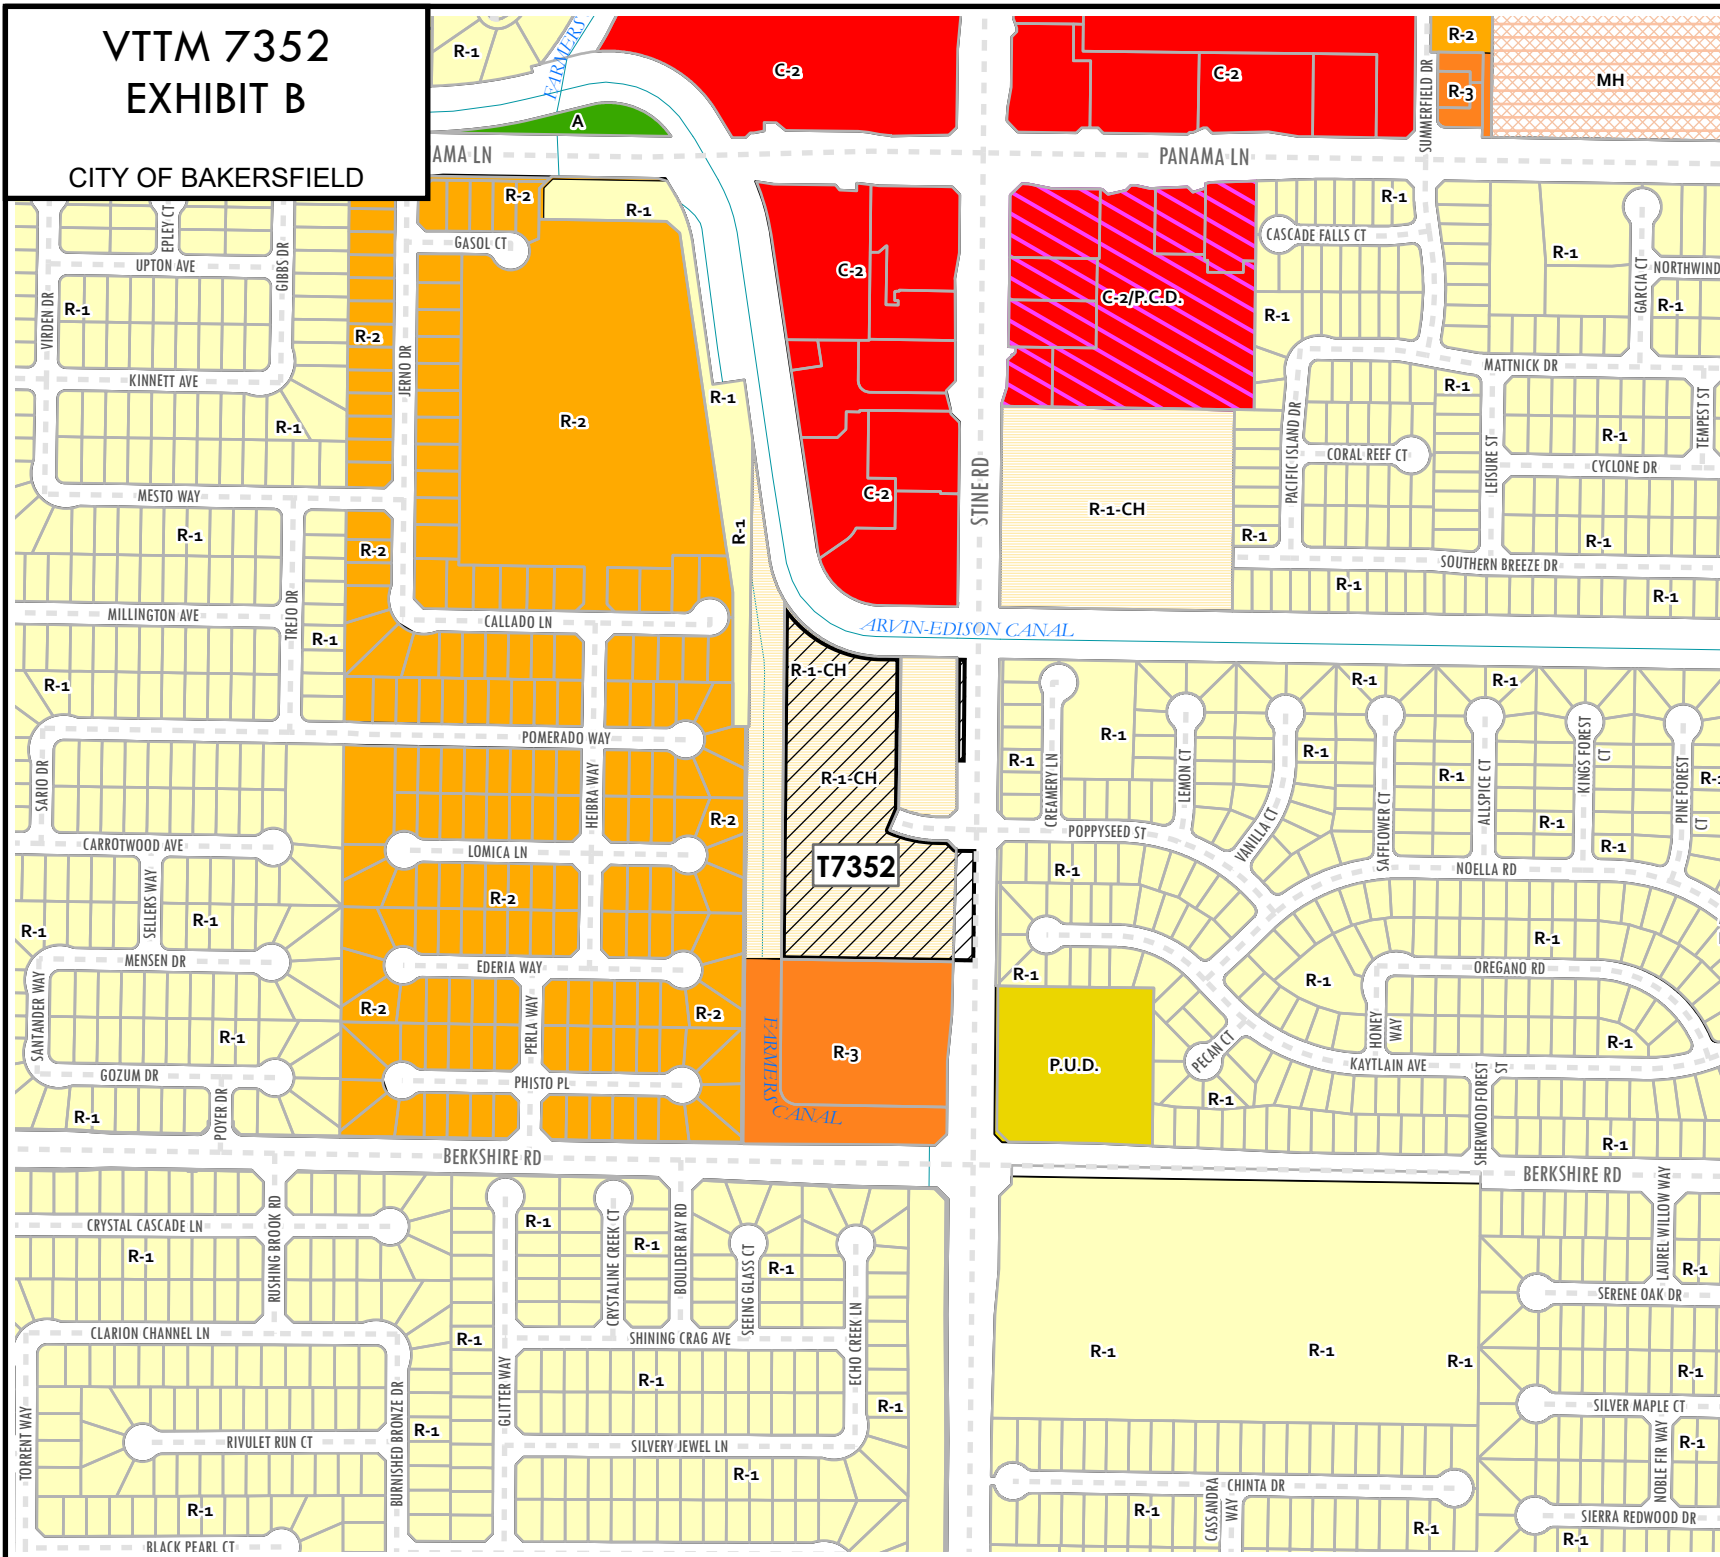 VTTM 7352
EXHIBIT B
CITY OF BAKERSFIELD
R-1
FARMERS
A
C-2
C-2
SUMMERFIELD DR
R-2
R-3
MH
AMA LN
PANAMA LN
EPLEY CT
UPTON AVE
GIBBS DR
VIRDEN DR
R-1
KINNETT AVE
R-1
R-2
JERNO DR
R-2
GASOL CT
R-1
R-2
R-1
R-1
C-2
C-2
STINE RD
C-2/P.C.D.
R-1
CASCADE FALLS CT
R-1
R-1
GARCIA CT
NORTHWIND
R-1
MATTNICK DR
R-1
PACIFIC ISLAND DR
CORAL REEF CT
LEISURE ST
R-1
TEMPEST ST
CYCLONE DR
R-1-CH
R-1
R-1
SOUTHERN BREEZE DR
R-1
R-1
MESTO WAY
R-1
R-2
MILLINGTON AVE
TREJO DR
R-1
R-1
CALLADO LN
ARVIN-EDISON CANAL
R-1-CH
R-1-CH
T7352
POMERADO WAY
HEIBRA WAY
SARIO DR
CARROTWOOD AVE
LOMICA LN
R-2
R-2
SELLERS WAY
R-1
R-1
MENSEN DR
EDERIA WAY
SANTANDER WAY
R-1
R-2
PERLA WAY
R-2
GOZUM DR
PHISTO PL
R-1
POYER DR
R-3
FARMERS
CANAL
R-1
R-1
R-1
R-1
CREAMERY LN
LEMON CT
R-1
VANILLA CT
SAFFLOWER CT
R-1
ALLSPICE CT
R-1
KINGS FOREST
CT
PINE FOREST
CT
R-1
POPPYSEED ST
R-1
R-1
NOELLA RD
R-1
R-1
R-1
OREGANO RD
HONEY
WAY
R-1
P.U.D.
PECAN CT
R-1
KAYTLAIN AVE
SHERWOOD FOREST
ST
R-1
BERKSHIRE RD
BERKSHIRE RD
CRYSTAL CASCADE LN
R-1
RUSHING BROOK RD
R-1
CRYSTALINE CREEK CT
R-1
BOULDER BAY RD
SEEING GLASS CT
R-1
ECHO CREEK LN
CLARION CHANNEL LN
R-1
SHINING CRAG AVE
GLITTER WAY
R-1
R-1
TORRENT WAY
RIVULET RUN CT
BURNISHED BRONZE DR
R-1
SILVERY JEWEL LN
R-1
R-1
BLACK PEARL CT
R-1
R-1
R-1
LAUREL WILLOW WAY
R-1
SERENE OAK DR
R-1
SILVER MAPLE CT
NOBLE FIR WAY
R-1
CHINTA DR
CASSANDRA
WAY
R-1
R-1
SIERRA REDWOOD DR
R-1